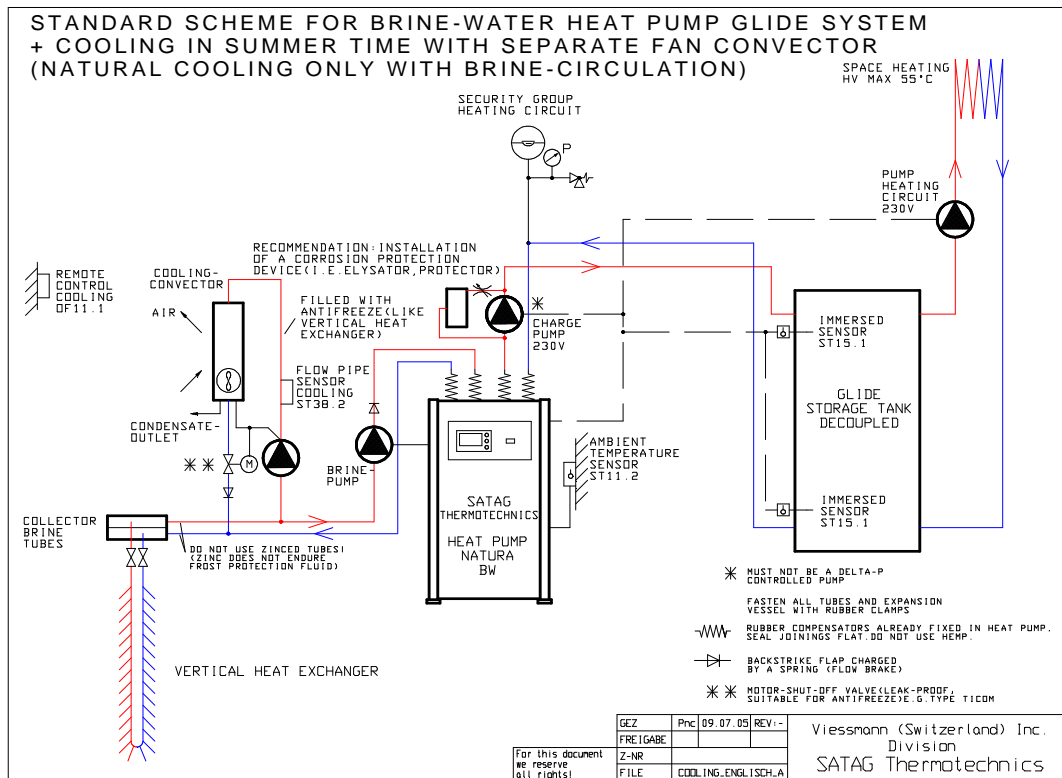 STANDARD SCHEME FOR BRINE-WATER HEAT PUMP GLIDE SYSTEM
+ COOLING IN SUMMER TIME WITH SEPARATE FAN CONVECTOR
(NATURAL COOLING ONLY WITH BRINE-CIRCULATION)
SPACE HEATING
HV MAX 55°C
SECURITY GROUP
HEATING CIRCUIT
P
PUMP
HEATING
CIRCUIT
230V
RECOMMENDATION:INSTALLATION
OF A CORROSION PROTECTION
DEVICE(I.E.ELYSATOR,PROTECTOR)
REMOTE
CONTROL
COOLING
OF11.1
COOLING-
CONVECTOR
AIR
FILLED WITH
ANTIFREEZE(LIKE
VERTICAL HEAT
EXCHANGER)
CHARGE
PUMP
230V
IMMERSED
SENSOR
ST15.1
FLOW PIPE
SENSOR
COOLING
ST38.2
GLIDE
STORAGE TANK
DECOUPLED
CONDENSATE-
OUTLET
M
BRINE-
PUMP
AMBIENT
TEMPERATURE
SENSOR
ST11.2
SATAG
THERMOTECHNICS
HEAT PUMP
NATURA
BW
IMMERSED
SENSOR
ST15.1
COLLECTOR
BRINE
TUBES
DO NOT USE ZINCED TUBES!
(ZINC DOES NOT ENDURE
FROST PROTECTION FLUID)
MUST NOT BE A DELTA-P
CONTROLLED PUMP
FASTEN ALL TUBES AND EXPANSION
VESSEL WITH RUBBER CLAMPS
RUBBER COMPENSATORS ALREADY FIXED IN HEAT PUMP.
SEAL JOININGS FLAT.DO NOT USE HEMP.
BACKSTRIKE FLAP CHARGED
BY A SPRING (FLOW BRAKE)
MOTOR-SHUT-OFF VALVE(LEAK-PROOF,
SUITABLE FOR ANTIFREEZE)E.G.TYPE TICOM
VERTICAL HEAT EXCHANGER
GEZ Pnc 09.07.05 REV:-
FREIGABE
Z-NR
FILE COOLING_ENGLISCH_A
For this document
we reserve
all rights!
Viessmann (Switzerland) Inc.
Division
SATAG Thermotechnics